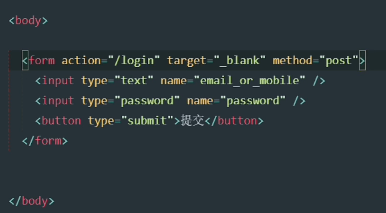 <body>
<form action="/login" target="_blank" method="post">
<input type="text" name="email_or_mobile" />
<input type="password" name="password" />
<button type="submit">提交</button>
</form>
</body>